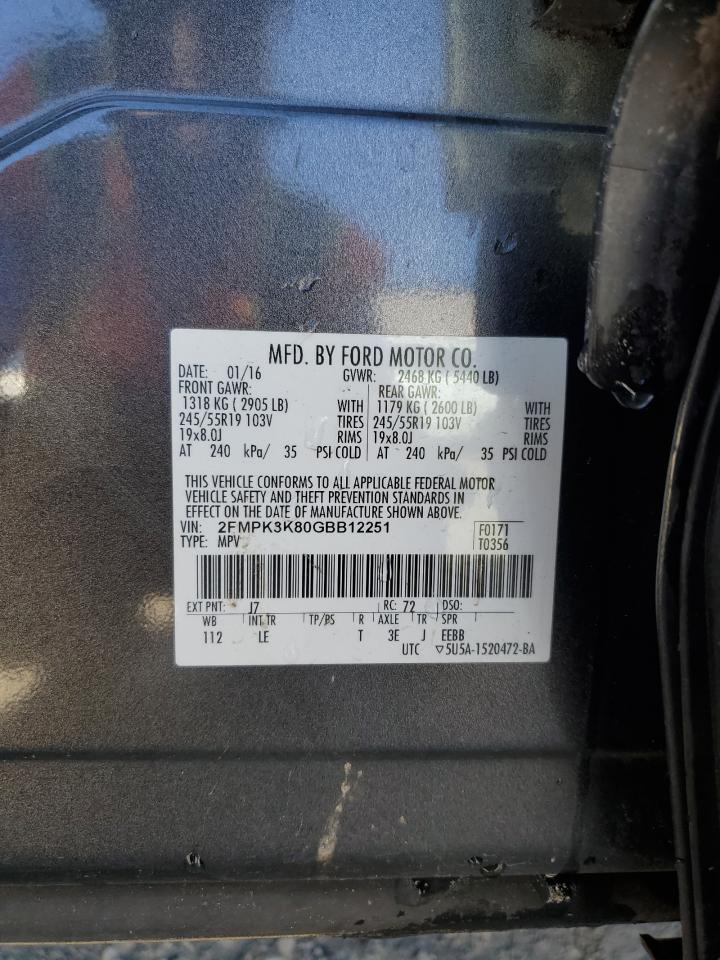 MFD. BY FORD MOTOR CO.
DATE: 01/16 GVWR: 2468 KG ( 5440 LB)
FRONT GAWR: REAR GAWR:
1318 KG ( 2905 LB) WITH 1179 KG ( 2600 LB) WITH
245/55R19 103V TIRES 245/55R19 103V TIRES
19x8.0J RIMS 19x8.0J RIMS
AT 240 kPa/ 35 PSI COLD AT 240 kPa/ 35 PSI COLD
THIS VEHICLE CONFORMS TO ALL APPLICABLE FEDERAL MOTOR
VEHICLE SAFETY AND THEFT PREVENTION STANDARDS IN
EFFECT ON THE DATE OF MANUFACTURE SHOWN ABOVE.
VIN: 2FMPK3K80GBB12251 F0171
TYPE: MPV T0356
EXT PNT: J7 RC: 72 DSO:
WB INT TR TP/PS R AXLE TR SPR
112 LE T 3E J EEBB
UTC ▽5U5A-1520472-BA